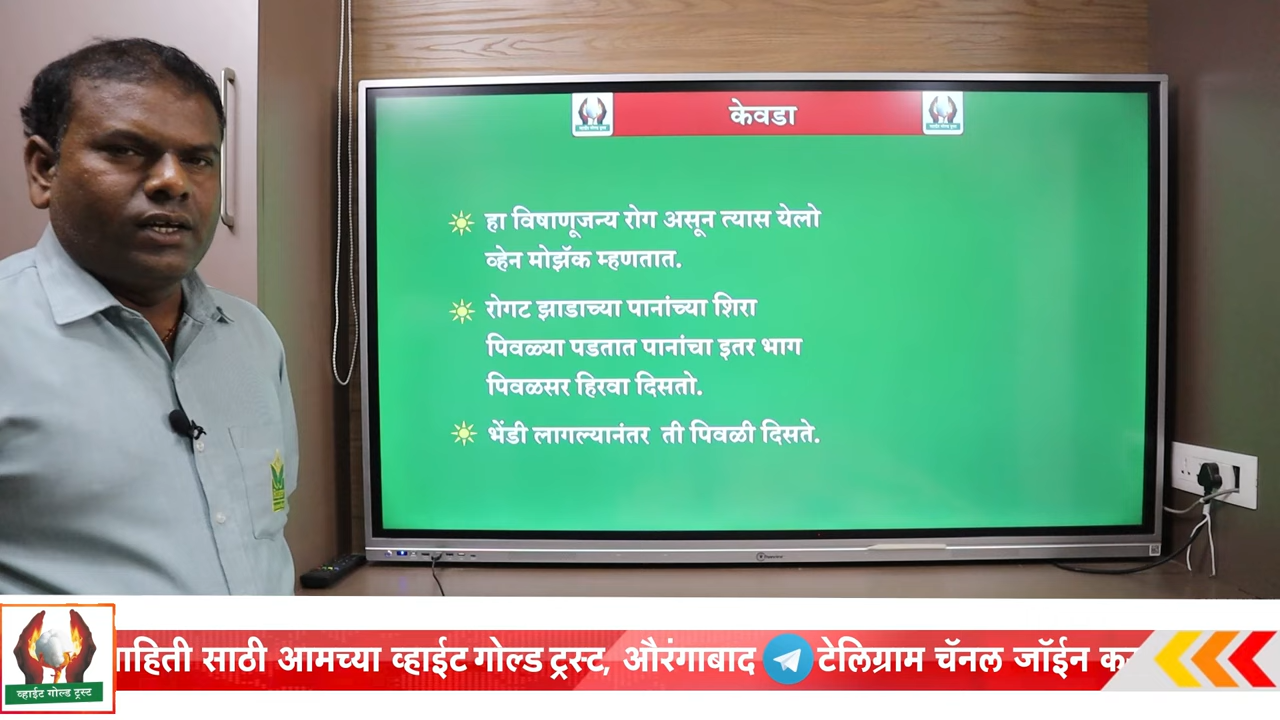 केवडा
हा विषाणूजन्य रोग असून त्यास येलो
व्हेन मोझॅक म्हणतात.
रोगट झाडाच्या पानांच्या शिरा
पिवळ्या पडतात पानांचा इतर भाग
पिवळसर हिरवा दिसतो.
भेंडी लागल्यानंतर ती पिवळी दिसते.
व्हाईट गोल्ड ट्रस्ट
साठी आमच्या व्हाईट गोल्ड ट्रस्ट, औरंगाबाद टेलिग्राम चॅनल जॉईन